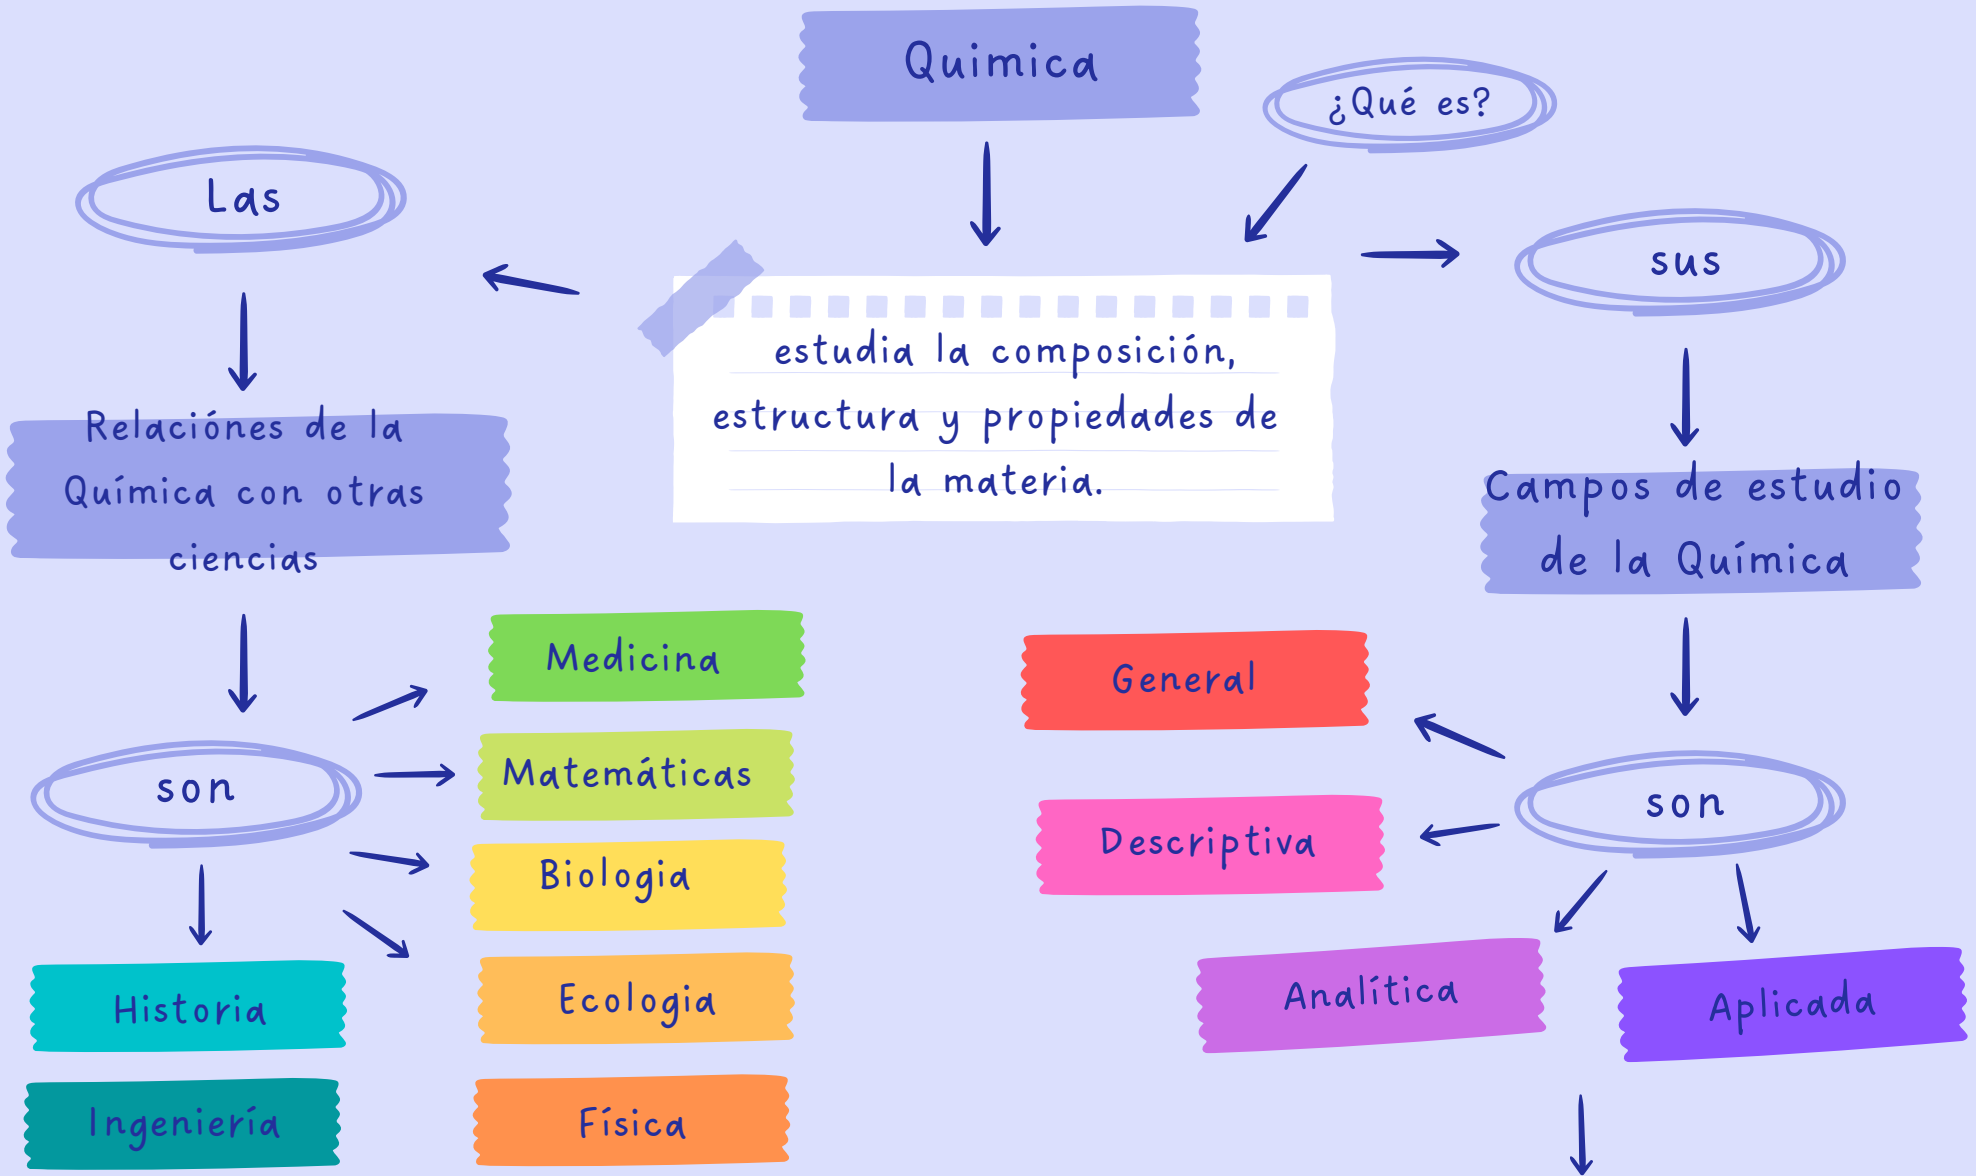 Quimica
¿Qué es?
Las
sus
estudia la composición,
estructura y propiedades de
la materia.
Relaciónes de la
Química con otras
ciencias
Campos de estudio
de la Química
son
Medicina
Matemáticas
Biologia
Ecologia
Física
Historia
Ingeniería
son
General
Descriptiva
Analítica
Aplicada